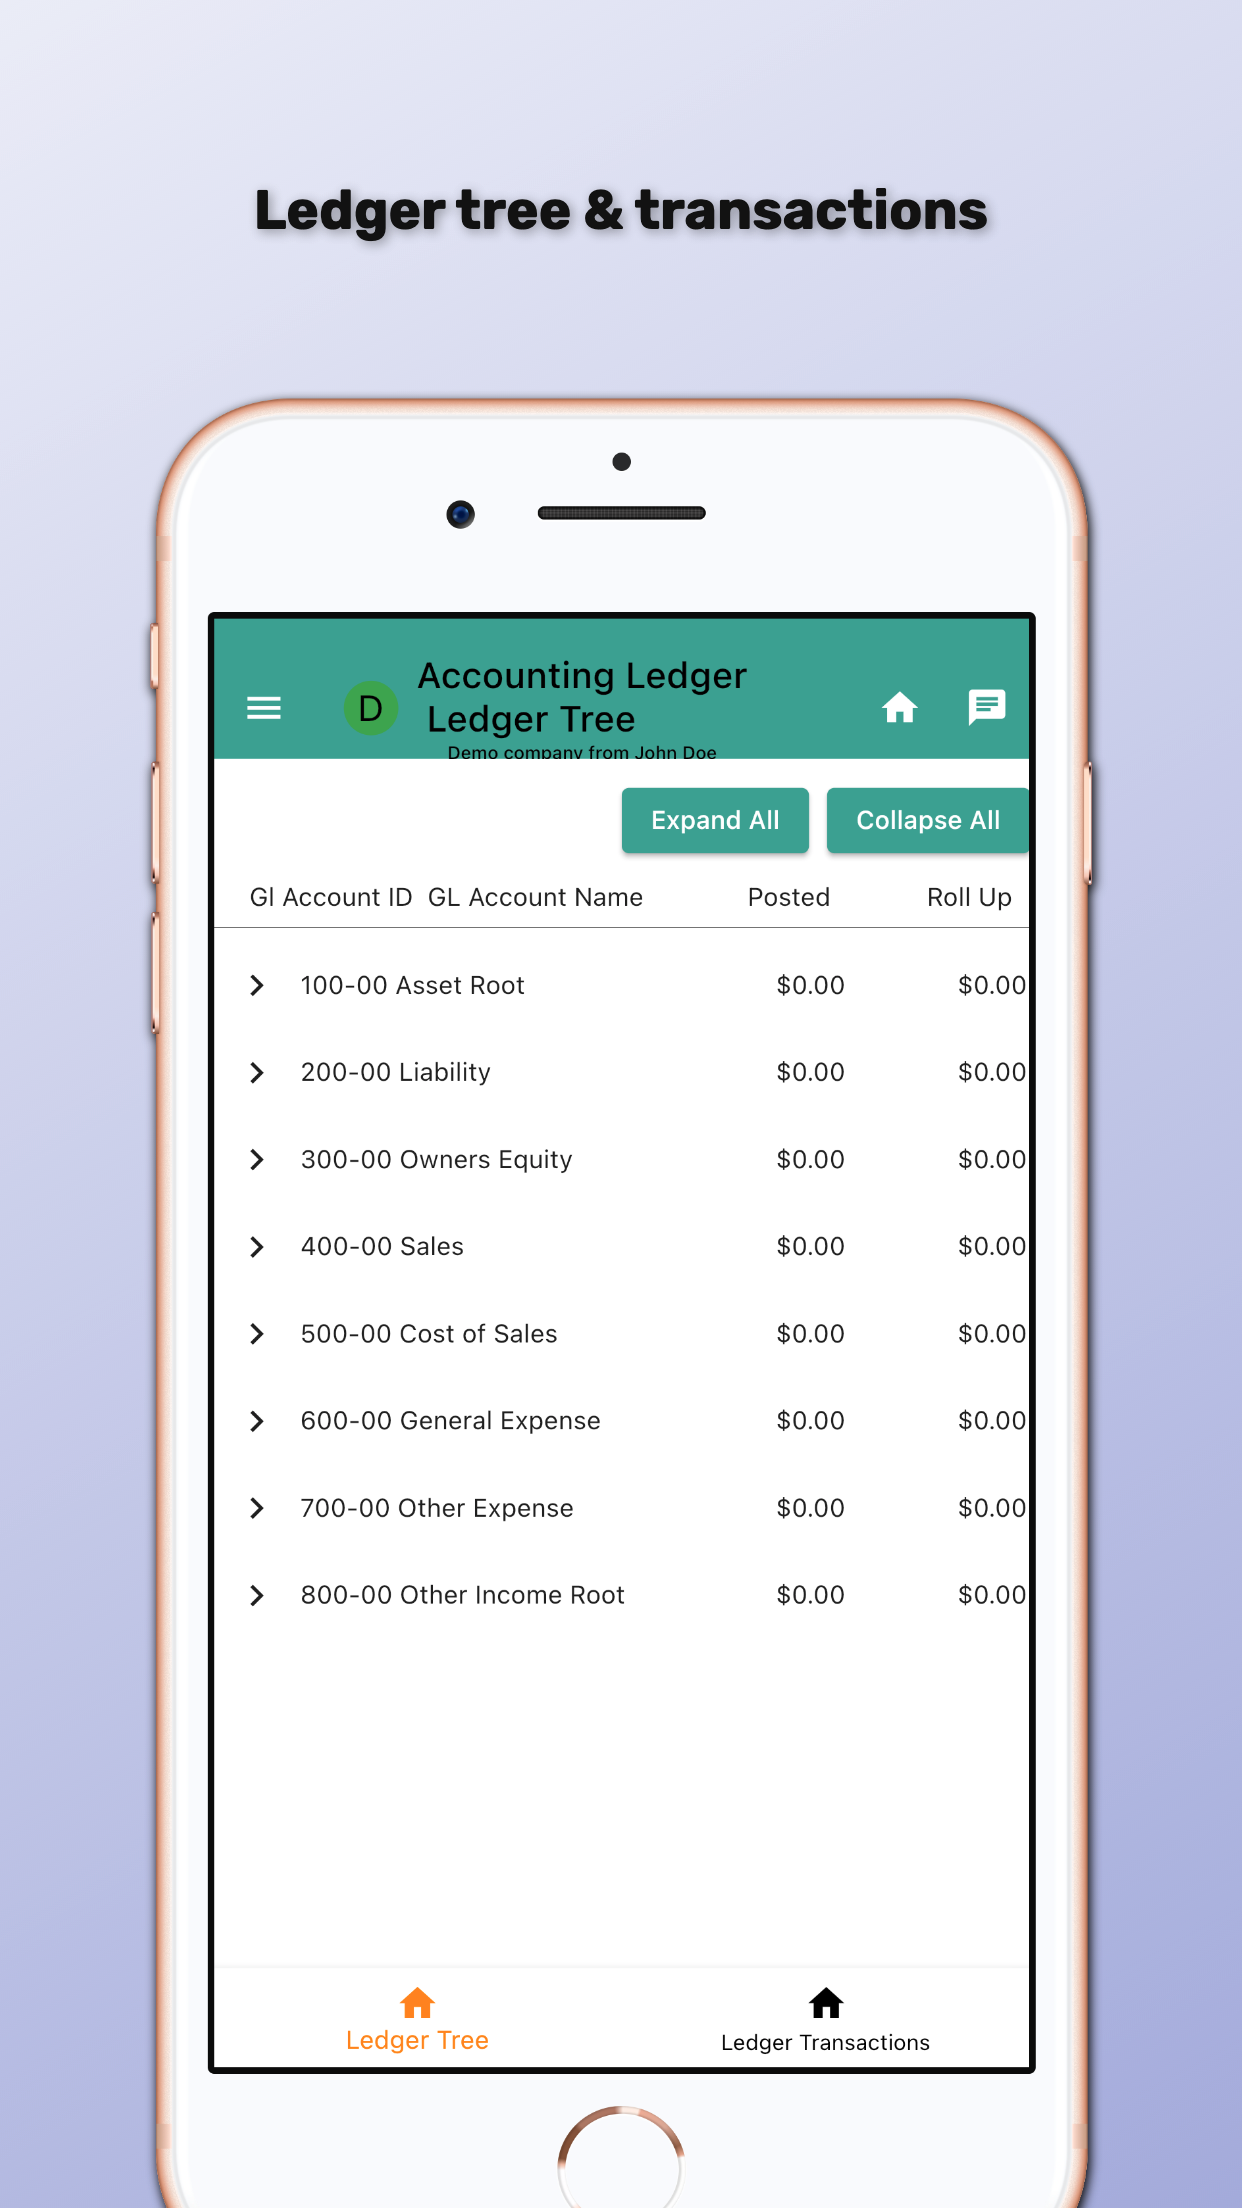 Ledger tree & transactions
D
Accounting Ledger
Ledger Tree
Demo company from John Doe
Expand All
Collapse All
Gl Account ID GL Account Name Posted Roll Up
100-00 Asset Root $0.00 $0.00
200-00 Liability $0.00 $0.00
300-00 Owners Equity $0.00 $0.00
400-00 Sales $0.00 $0.00
500-00 Cost of Sales $0.00 $0.00
600-00 General Expense $0.00 $0.00
700-00 Other Expense $0.00 $0.00
800-00 Other Income Root $0.00 $0.00
Ledger Tree
Ledger Transactions